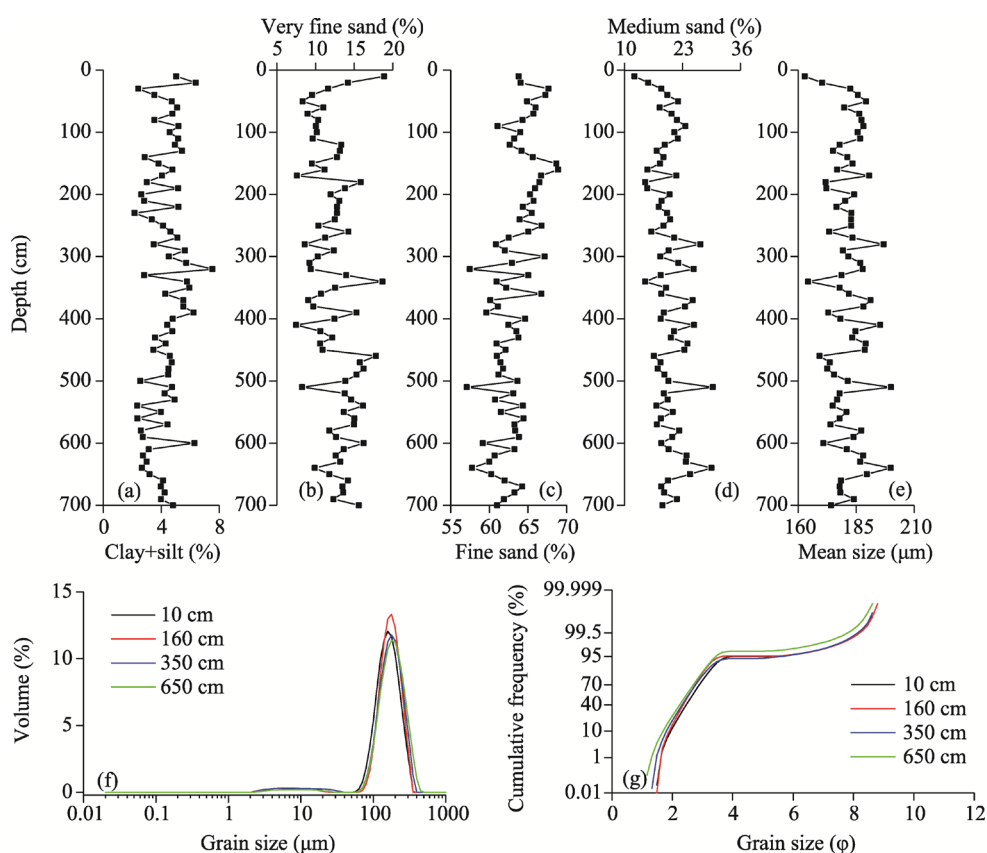 Very fine sand (%)
Medium sand (%)
5 10 15 20
10 23 36
0 0 0 0 0
100 100 100 100 100
200 200 200 200 200
300 300 300 300 300
400 400 400 400 400
500 500 500 500 500
600 600 600 600 600
700 700 700 700 700
Depth (cm)
(a) (b) (c) (d) (e)
0 4 8
55 60 65 70
160 185 210
Clay+silt (%)
Fine sand (%)
Mean size (μm)
15
10
5
0
Volume (%)
10 cm
160 cm
350 cm
650 cm
(f)
0.01 0.1 1 10 100 1000
Grain size (μm)
99.999
99.5
95
70
40
10
1
0.01
Cumulative frequency (%)
10 cm
160 cm
350 cm
650 cm
(g)
0 2 4 6 8 10 12
Grain size (φ)